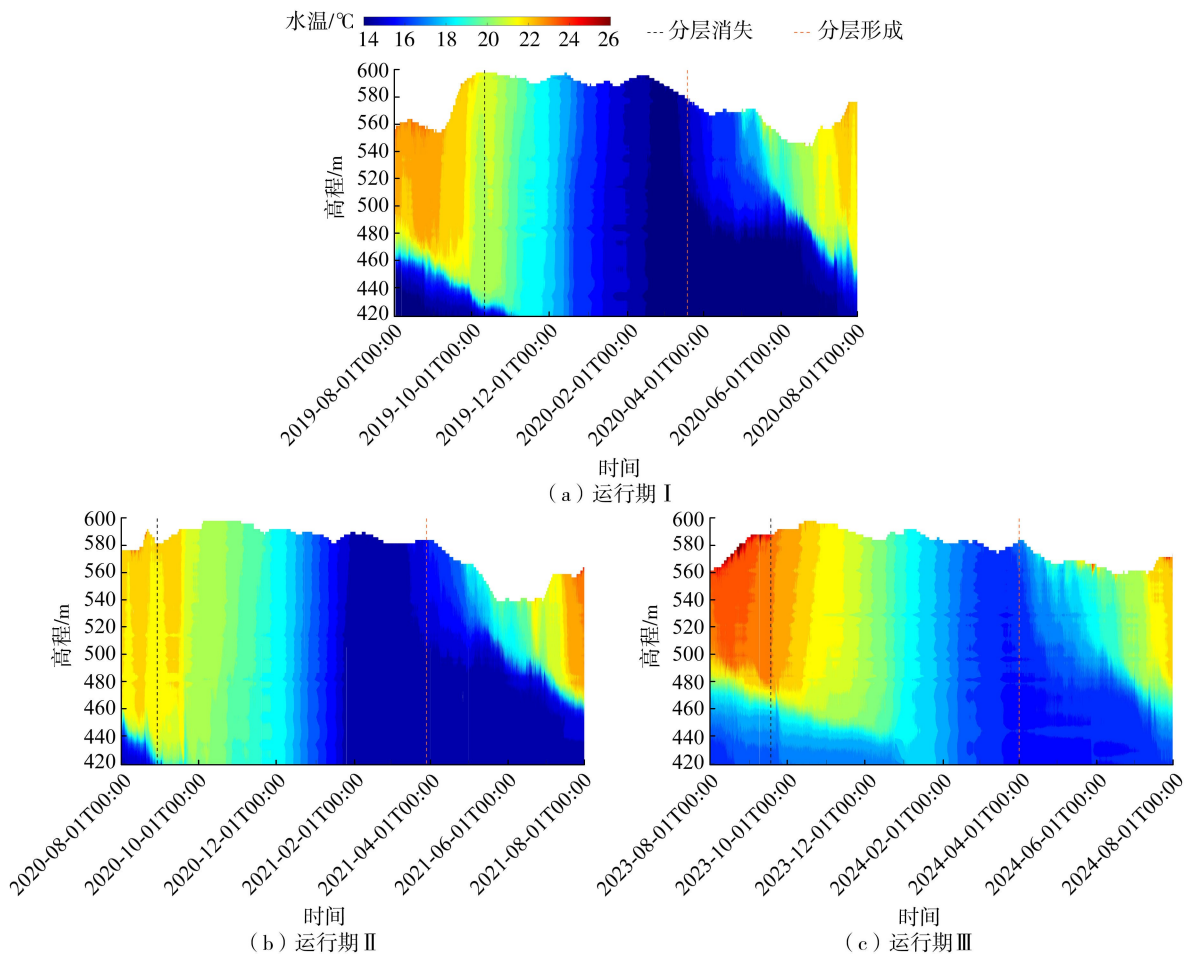 水温/℃
14 16 18 20 22 24 26
分层消失
分层形成
高程/m
600
580
560
540
520
500
480
460
440
420
2019-08-01T00:00
2019-10-01T00:00
2019-12-01T00:00
2020-02-01T00:00
2020-04-01T00:00
2020-06-01T00:00
2020-08-01T00:00
时间
(a)运行期Ⅰ
高程/m
600
580
560
540
520
500
480
460
440
420
2020-08-01T00:00
2020-10-01T00:00
2020-12-01T00:00
2021-02-01T00:00
2021-04-01T00:00
2021-06-01T00:00
2021-08-01T00:00
时间
(b)运行期Ⅱ
高程/m
600
580
560
540
520
500
480
460
440
420
2023-08-01T00:00
2023-10-01T00:00
2023-12-01T00:00
2024-02-01T00:00
2024-04-01T00:00
2024-06-01T00:00
2024-08-01T00:00
时间
(c)运行期Ⅲ